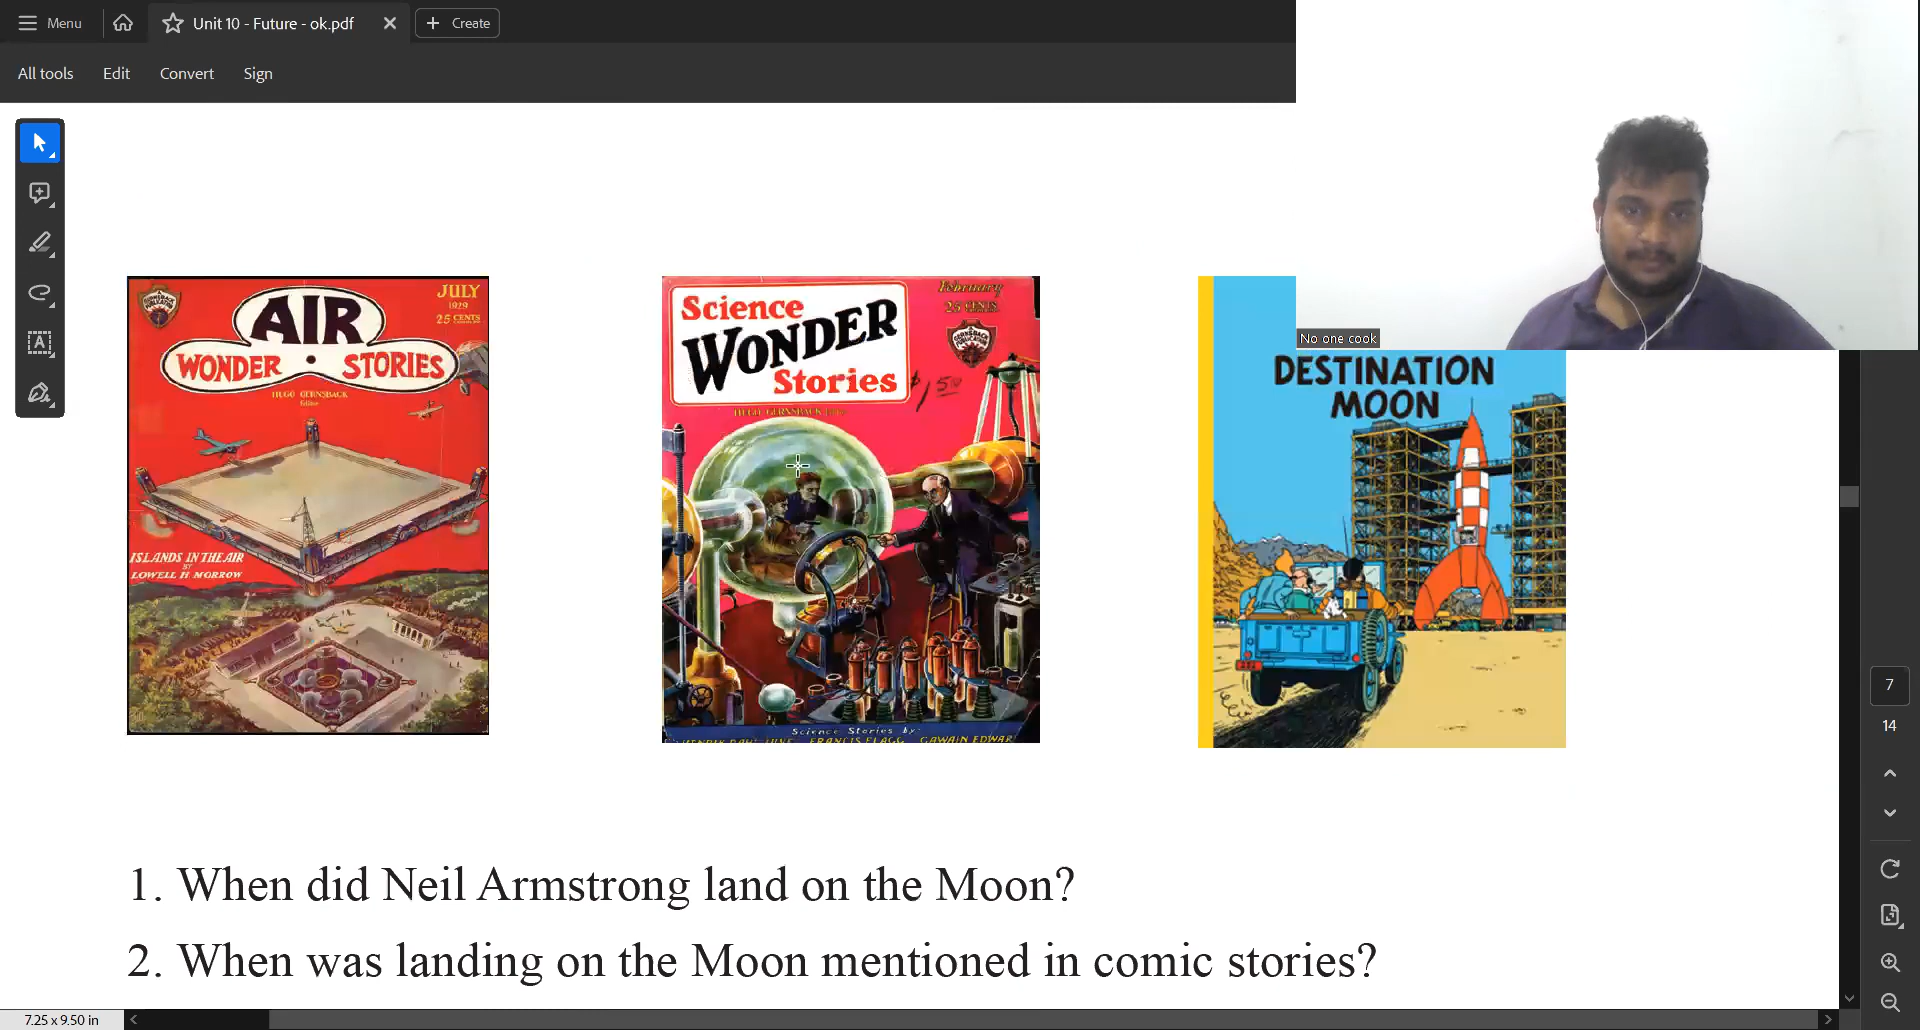 Menu
Unit 10 - Future - ok.pdf
Create
All tools
Edit
Convert
Sign
JULY
1929
25 CENTS
AIR
WONDER STORIES
HUGO GERNSBACK
Editor
ISLANDS IN THE AIR
BY
LOWELL H. MORROW
February
25 CENTS
Science
WONDER
Stories
HUGO GERNSBACK Editor
Science Stories by:
FRANCIS FLAGG
No one cook
DESTINATION
MOON
1. When did Neil Armstrong land on the Moon?
2. When was landing on the Moon mentioned in comic stories?
7
14
7.25 x 9.50 in